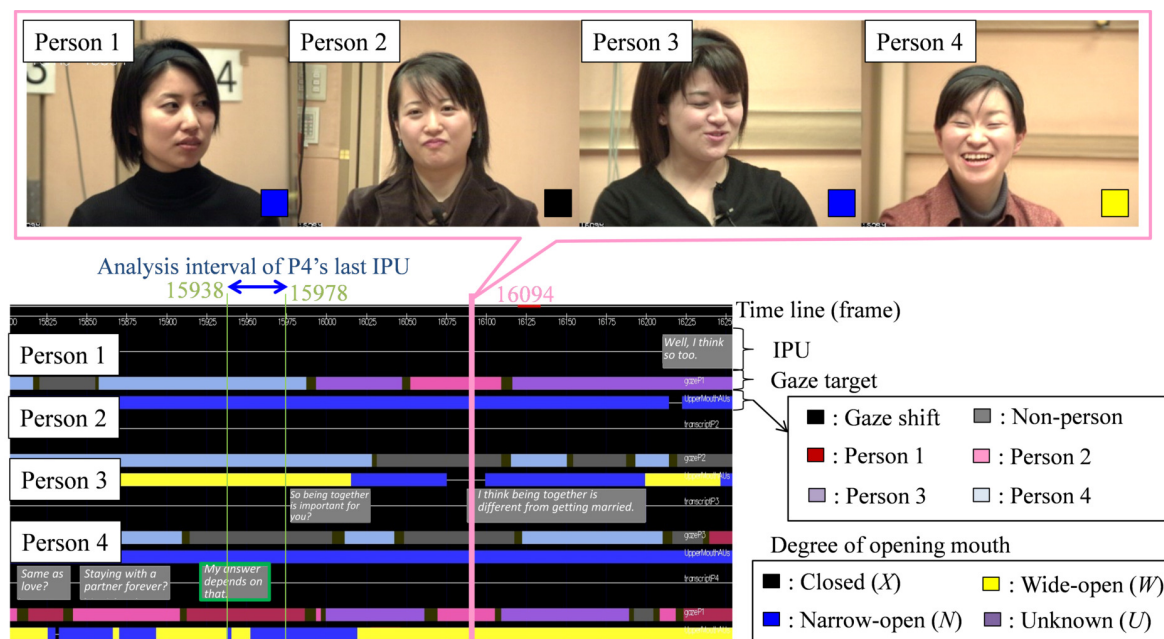 Person 1
Person 2
Person 3
Person 4
4
Analysis interval of P4's last IPU
15938
15978
16094
Time line (frame)
15825
15850
15875
15900
15925
15950
15975
16000
16025
16050
16075
16100
16125
16150
16175
16200
16225
Person 1
Well, I think
so too.
IPU
gazeP1
Gaze target
UpperMouthAUs
Person 2
transcriptP2
gazeP2
Person 3
UpperMouthAUs
So being together
is important for
you?
I think being together is
different from getting married.
transcriptP3
gazeP3
Person 4
UpperMouthAUs
Same as
love?
Staying with a
partner forever?
My answer
depends on
that.
transcriptP4
: Gaze shift
: Non-person
: Person 1
: Person 2
: Person 3
: Person 4
Degree of opening mouth
: Closed (X)
: Wide-open (W)
: Narrow-open (N)
: Unknown (U)